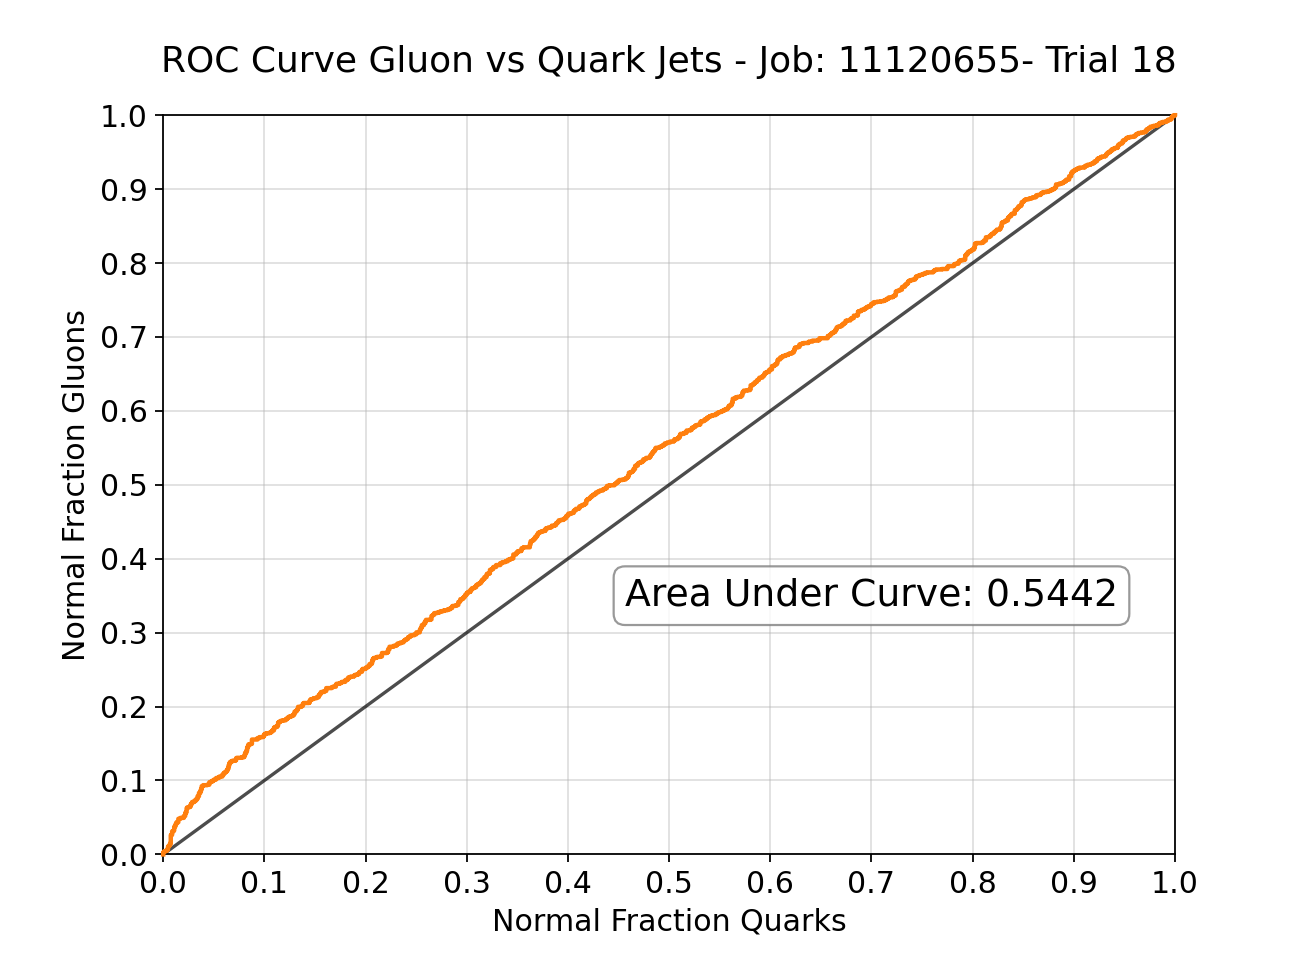 ROC Curve Gluon vs Quark Jets - Job: 11120655- Trial 18
1.0
0.9
0.8
0.7
0.6
0.5
0.4
0.3
0.2
0.1
0.0
Normal Fraction Gluons
Area Under Curve: 0.5442
0.0 0.1 0.2 0.3 0.4 0.5 0.6 0.7 0.8 0.9 1.0
Normal Fraction Quarks